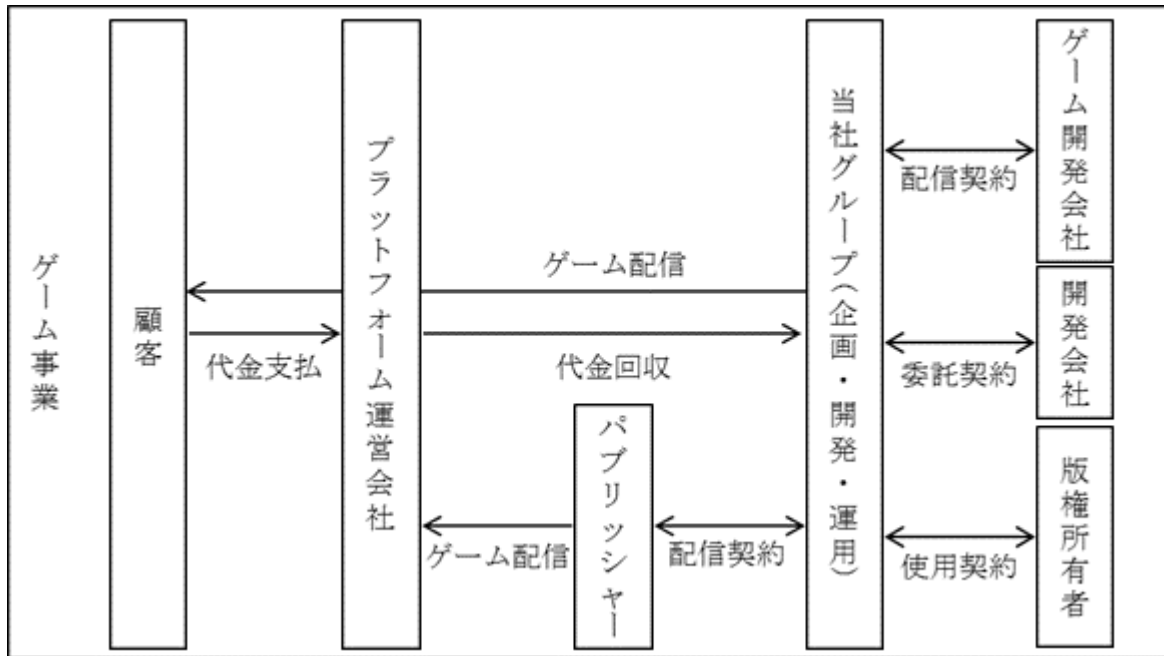 ゲーム事業
顧客
プラットフォーム運営会社
パブリッシャー
当社グループ(企画・開発・運用)
ゲーム開発会社
開発会社
版権所有者
配信契約
ゲーム配信
代金支払
代金回収
委託契約
ゲーム配信
配信契約
使用契約